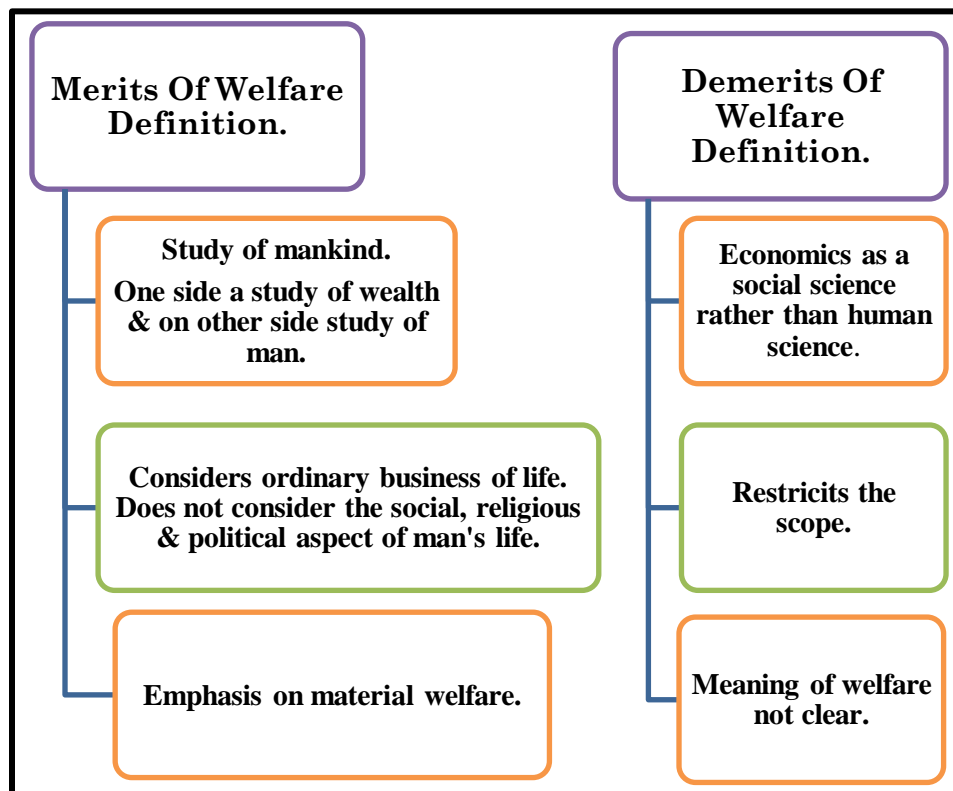 Merits Of Welfare
Definition.
Study of mankind.
One side a study of wealth
& on other side study of
man.
Considers ordinary business of life.
Does not consider the social, religious
& political aspect of man's life.
Emphasis on material welfare.
Demerits Of
Welfare
Definition.
Economics as a
social science
rather than human
science.
Restricits the
scope.
Meaning of welfare
not clear.